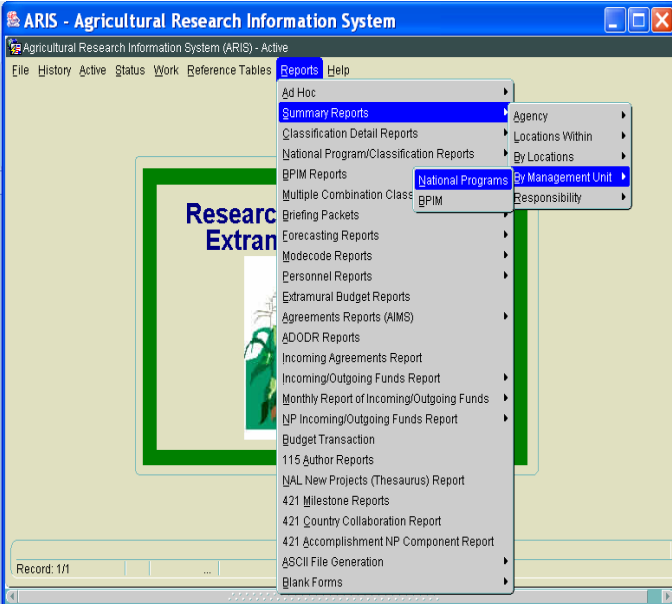 ARIS - Agricultural Research Information System
Agricultural Research Information System (ARIS) - Active
File History Active Status Work Reference Tables Reports Help
Ad Hoc
Summary Reports
Classification Detail Reports
National Program/Classification Reports
BPIM Reports
Multiple Combination Class
Briefing Packets
Forecasting Reports
Modecode Reports
Personnel Reports
Extramural Budget Reports
Agreements Reports (AIMS)
ADODR Reports
Incoming Agreements Report
Incoming/Outgoing Funds Report
Monthly Report of Incoming/Outgoing Funds
NP Incoming/Outgoing Funds Report
Budget Transaction
115 Author Reports
NAL New Projects (Thesaurus) Report
421 Milestone Reports
421 Country Collaboration Report
421 Accomplishment NP Component Report
ASCII File Generation
Blank Forms
Agency
Locations Within
By Locations
By Management Unit
Responsibility
National Programs
BPIM
Researc
Extran
Record: 1/1
...